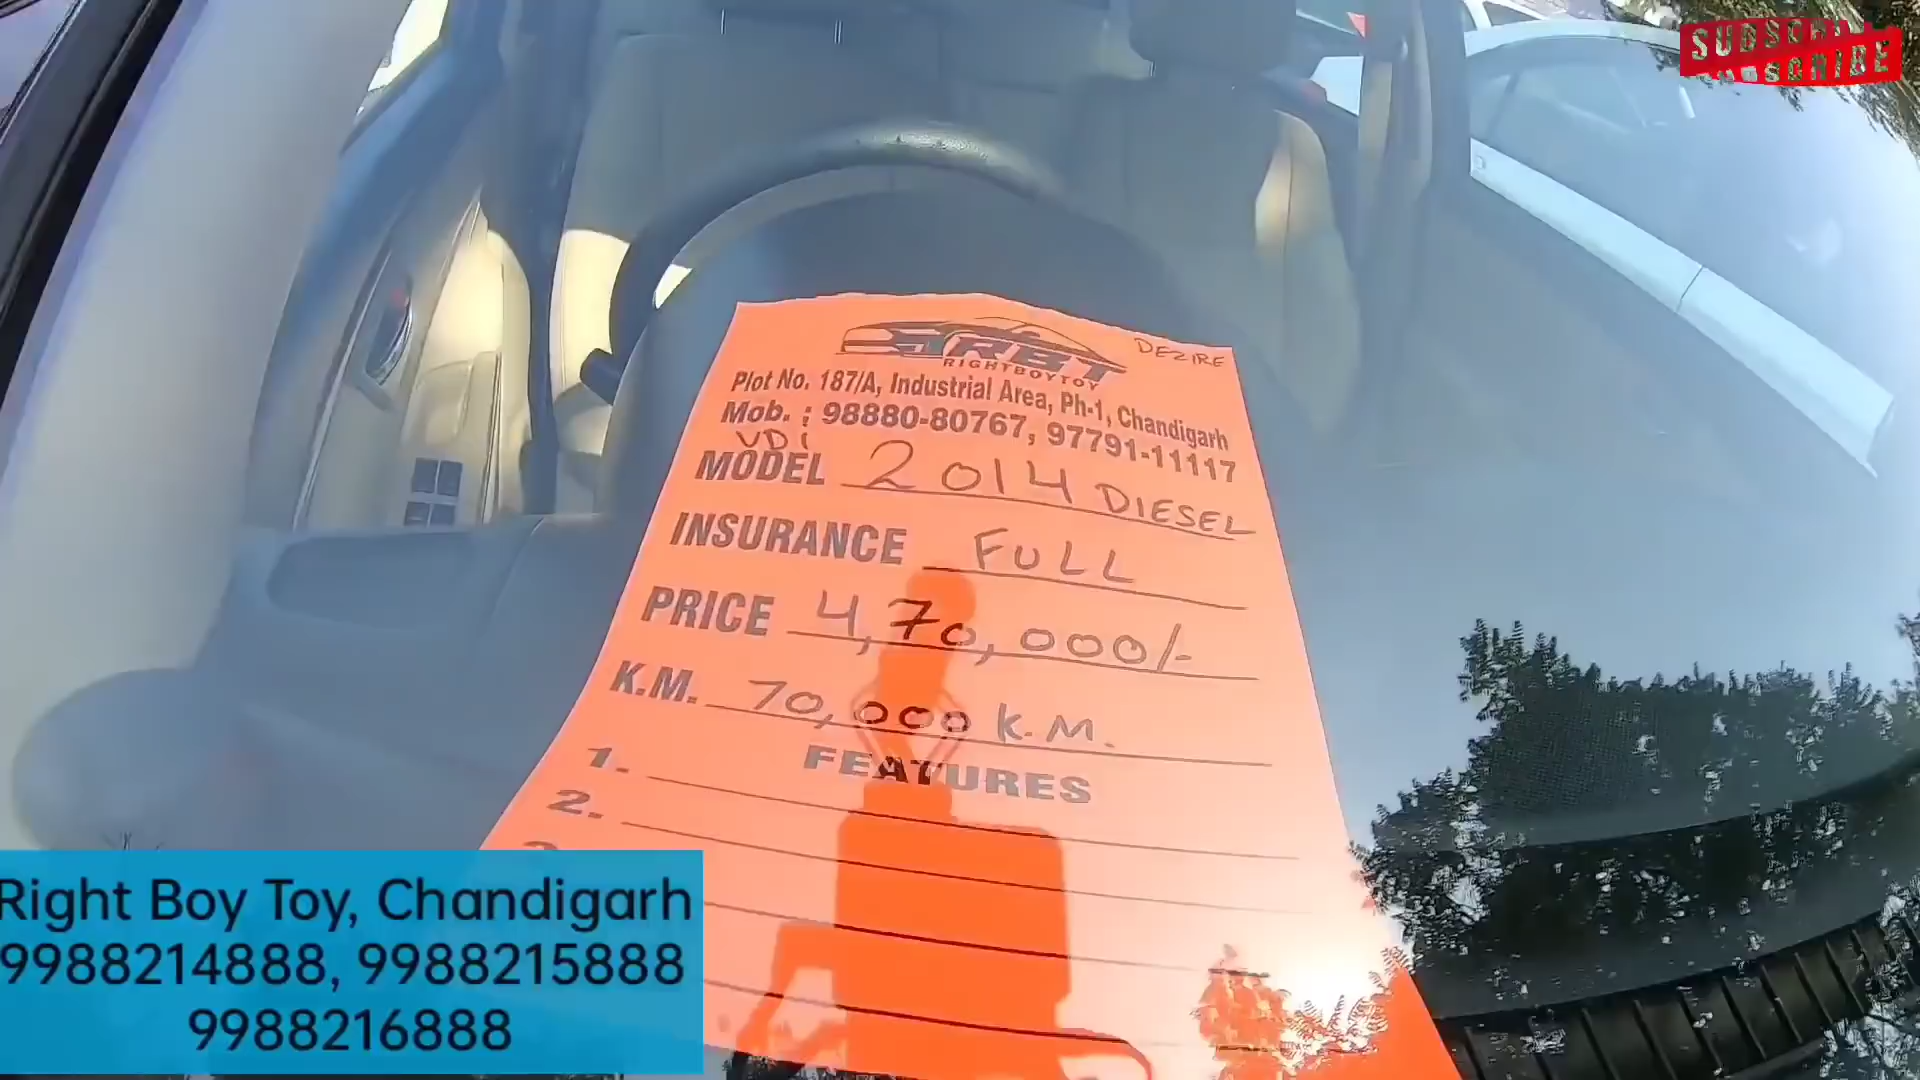 SUBSCRIBE
DEZIRE
RBT
RIGHTBOYTOY
Plot No. 187/A, Industrial Area, Ph-1, Chandigarh
Mob. : 98880-80767, 97791-11117
VDi
MODEL 2014 DIESEL
INSURANCE FULL
PRICE 4,70,000/-
K.M. 70,000 K.M.
FEATURES
1.
2.
Right Boy Toy, Chandigarh
9988214888, 9988215888
9988216888